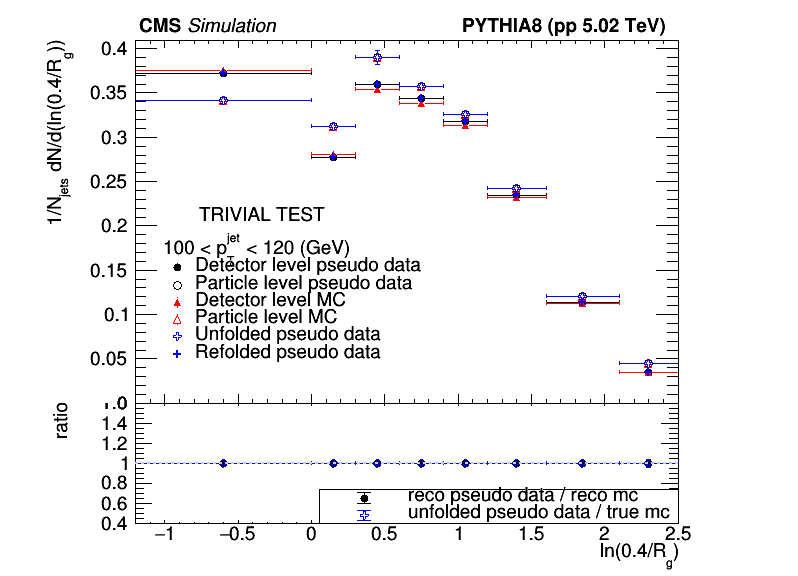 CMS Simulation PYTHIA8 (pp 5.02 TeV)
1/N_jets dN/d(ln(0.4/R_g))
0.4
0.35
0.3
0.25
0.2
0.15
0.1
0.05
TRIVIAL TEST
100 < p_T^jet < 120 (GeV)
Detector level pseudo data
Particle level pseudo data
Detector level MC
Particle level MC
Unfolded pseudo data
Refolded pseudo data
ratio
1.4
1.2
1
0.8
0.6
0.4
reco pseudo data / reco mc
unfolded pseudo data / true mc
−1 −0.5 0 0.5 1 1.5 2 2.5
ln(0.4/R_g)